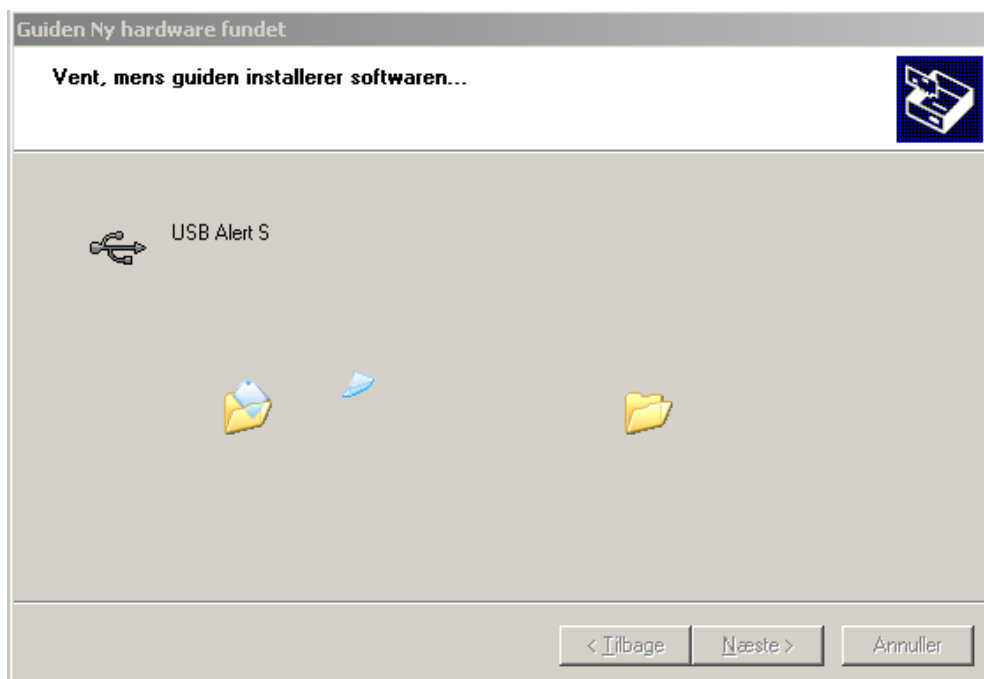 Guiden Ny hardware fundet
Vent, mens guiden installerer softwaren...
USB Alert S
< Tilbage
Næste >
Annuller